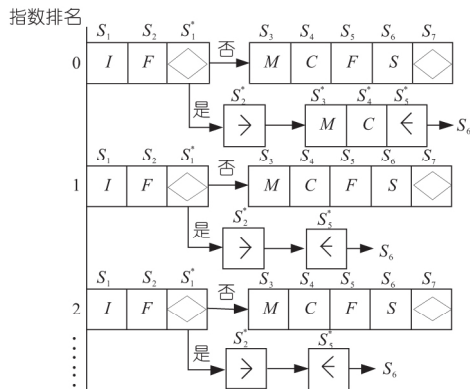 指数排名
S₁ S₂ S₁* S₃ S₄ S₅ S₆ S₇
0 I F 否 M C F S
是 S₂* S₃* S₄* S₅*
> M C < S₆
S₁ S₂ S₁* S₃ S₄ S₅ S₆ S₇
1 I F 否 M C F S
是 S₂* S₅*
> < S₆
S₁ S₂ S₁* S₃ S₄ S₅ S₆ S₇
2 I F 否 M C F S
是 S₂* S₅*
> < S₆